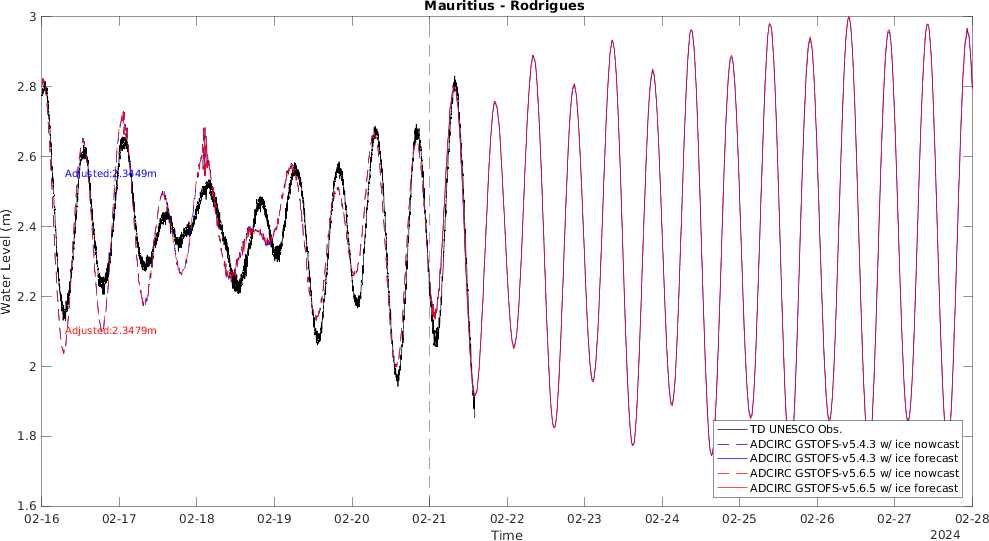 Mauritius - Rodrigues
3
2.8
2.6
2.4
2.2
2
1.8
1.6
Water Level (m)
Adjusted:2.3449m
Adjusted:2.3479m
TD UNESCO Obs.
ADCIRC GSTOFS-v5.4.3 w/ ice nowcast
ADCIRC GSTOFS-v5.4.3 w/ ice forecast
ADCIRC GSTOFS-v5.6.5 w/ ice nowcast
ADCIRC GSTOFS-v5.6.5 w/ ice forecast
02-16 02-17 02-18 02-19 02-20 02-21 02-22 02-23 02-24 02-25 02-26 02-27 02-28
Time
2024